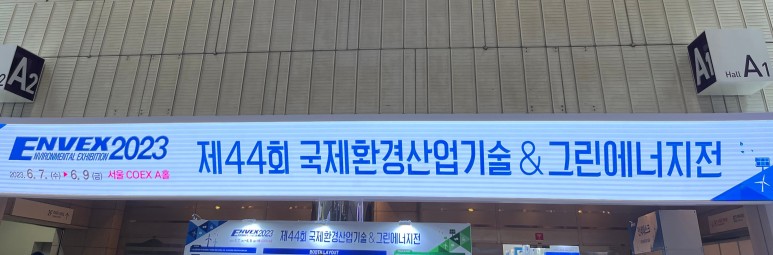 A2
A1
Hall A1
ENVEX2023
ENVIRONMENTAL EXHIBITION
제44회 국제환경산업기술&그린에너지전
2023. 6. 7. (수) ▶ 6. 9 (금) 서울 COEX A홀
ENVEX2023
제44회 국제환경산업기술&그린에너지전
BOOTH LAYOUT